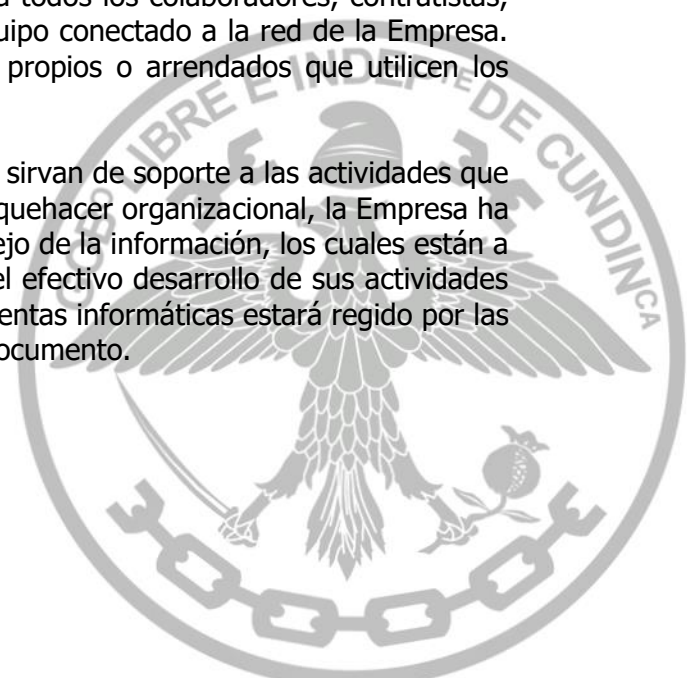 a todos los colaboradores, contratistas,
uipo conectado a la red de la Empresa.
propios o arrendados que utilicen los
sirvan de soporte a las actividades que
quehacer organizacional, la Empresa ha
ejo de la información, los cuales están a
el efectivo desarrollo de sus actividades
entas informáticas estará regido por las
ocumento.
LIBRE E INDEPTE DE CUNDINCA